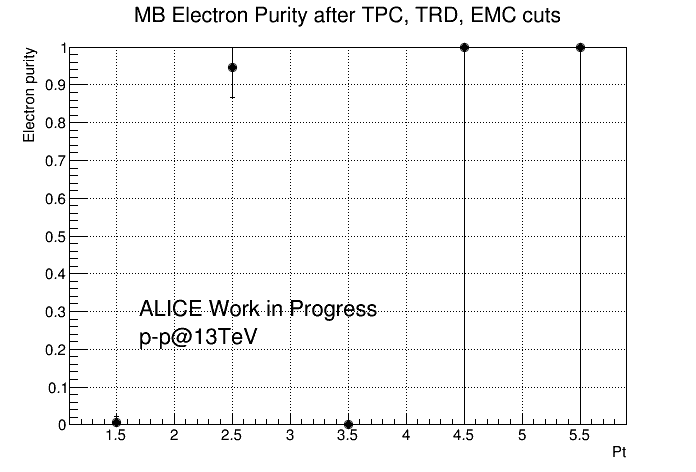 MB Electron Purity after TPC, TRD, EMC cuts
Electron purity
1
0.9
0.8
0.7
0.6
0.5
0.4
0.3
0.2
0.1
0
ALICE Work in Progress
p-p@13TeV
1.5 2 2.5 3 3.5 4 4.5 5 5.5
Pt